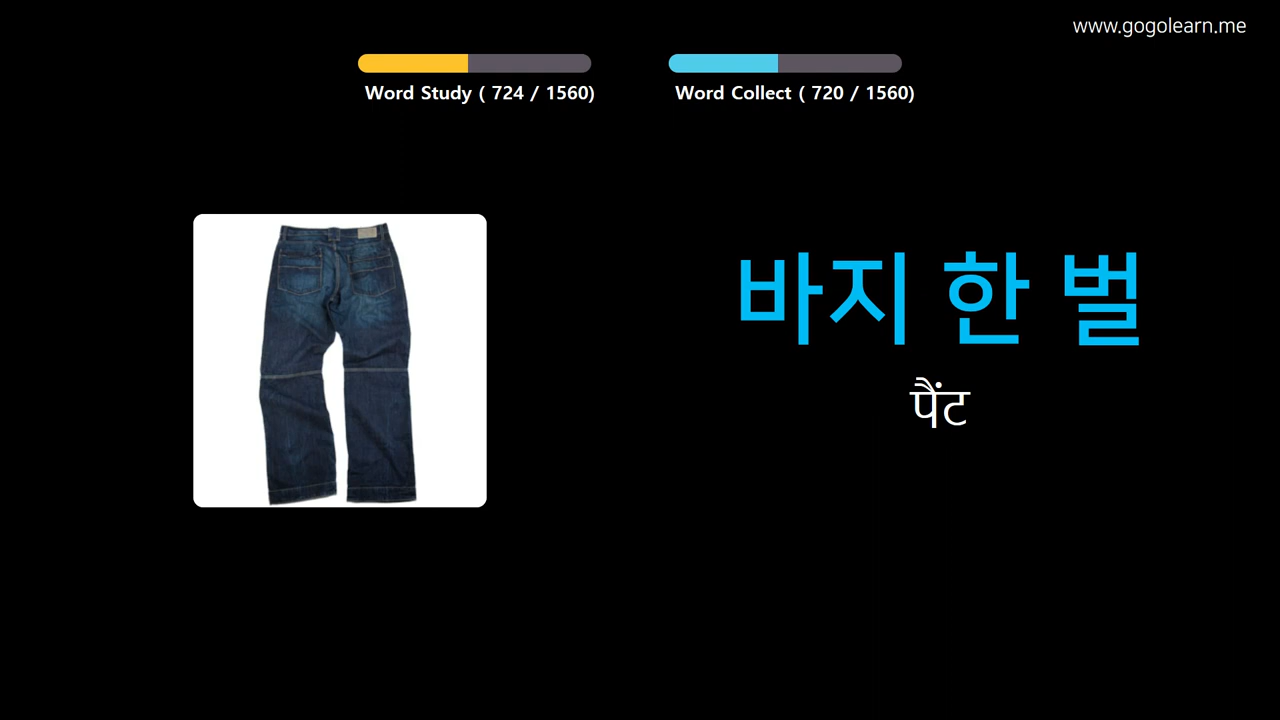 www.gogolearn.me
Word Study ( 724 / 1560)
Word Collect ( 720 / 1560)
바지 한 벌
पैंट